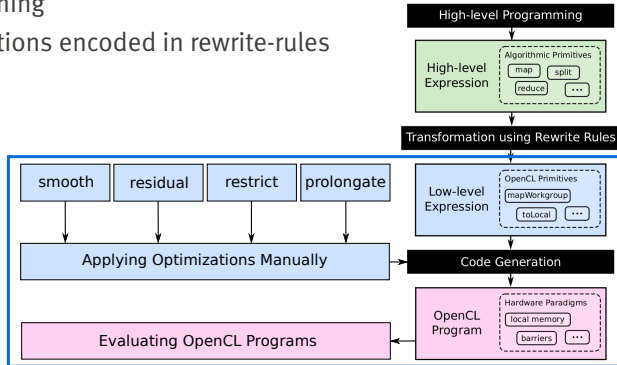 tions encoded in rewrite-rules
High-level Programming
High-level
Expression
Algorithmic Primitives
map
split
reduce
...
Transformation using Rewrite Rules
smooth
residual
restrict
prolongate
Low-level
Expression
OpenCL Primitives
mapWorkgroup
toLocal
...
Applying Optimizations Manually
Code Generation
OpenCL
Program
Hardware Paradigms
local memory
barriers
...
Evaluating OpenCL Programs